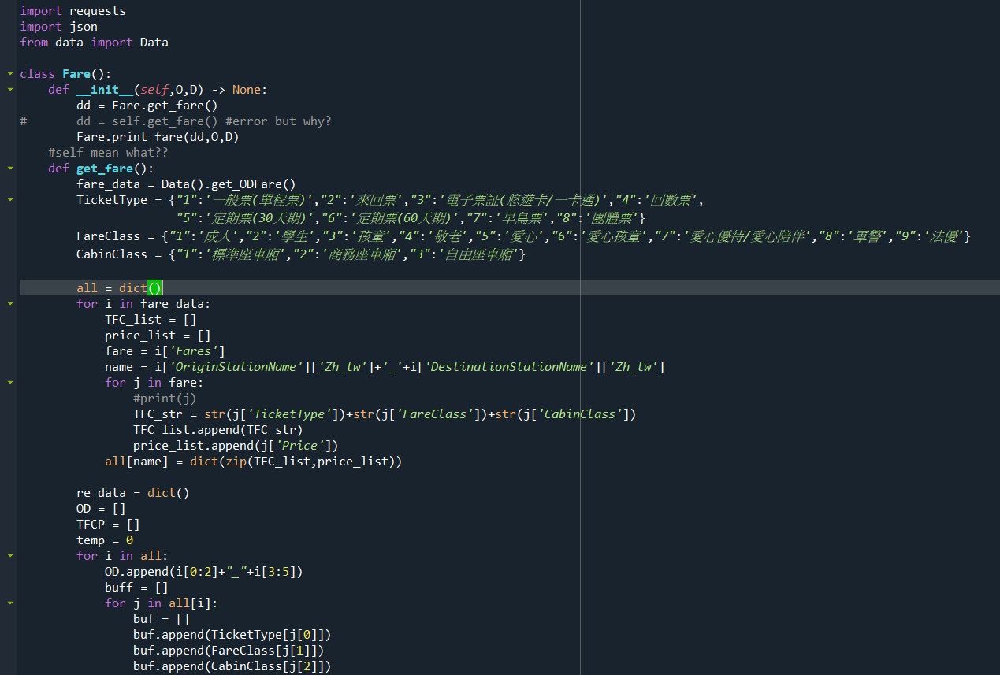 import requests
import json
from data import Data
class Fare():
    def __init__(self,O,D) -> None:
        dd = Fare.get_fare()
#       dd = self.get_fare() #error but why?
        Fare.print_fare(dd,O,D)
    #self mean what??
    def get_fare():
        fare_data = Data().get_ODFare()
        TicketType = {"1":'一般票(單程票)',"2":'來回票',"3":'電子票証(悠遊卡/一卡通)',"4":'回數票',
                      "5":'定期票(30天期)',"6":'定期票(60天期)',"7":'早鳥票',"8":'團體票'}
        FareClass = {"1":'成人',"2":'學生',"3":'孩童',"4":'敬老',"5":'愛心',"6":'愛心孩童',"7":'愛心優待/愛心陪伴',"8":'軍警',"9":'法優'}
        CabinClass = {"1":'標準座車廂',"2":'商務座車廂',"3":'自由座車廂'}
        all = dict()
        for i in fare_data:
            TFC_list = []
            price_list = []
            fare = i['Fares']
            name = i['OriginStationName']['Zh_tw']+'_'+i['DestinationStationName']['Zh_tw']
            for j in fare:
                #print(j)
                TFC_str = str(j['TicketType'])+str(j['FareClass'])+str(j['CabinClass'])
                TFC_list.append(TFC_str)
                price_list.append(j['Price'])
            all[name] = dict(zip(TFC_list,price_list))
        re_data = dict()
        OD = []
        TFCP = []
        temp = 0
        for i in all:
            OD.append(i[0:2]+"_"+i[3:5])
            buff = []
            for j in all[i]:
                buf = []
                buf.append(TicketType[j[0]])
                buf.append(FareClass[j[1]])
                buf.append(CabinClass[j[2]])